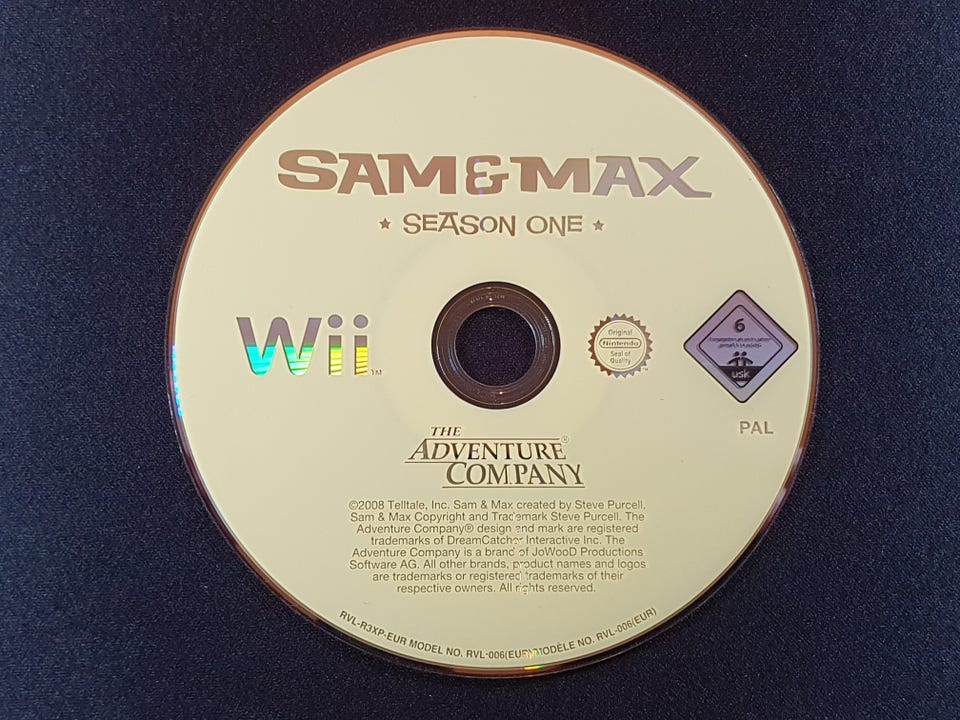 SAM & MAX
★ SEASON ONE ★
Wii™
Original
Nintendo
Seal of
Quality
6
usk
PAL
THE
ADVENTURE®
COMPANY
©2008 Telltale, Inc. Sam & Max created by Steve Purcell.
Sam & Max Copyright and Trademark Steve Purcell. The
Adventure Company® design and mark are registered
trademarks of DreamCatcher Interactive Inc. The
Adventure Company is a brand of JoWooD Productions
Software AG. All other brands, product names and logos
are trademarks or registered trademarks of their
respective owners. All rights reserved.
RVL-R3XP-EUR MODEL NO. RVL-006(EUR)/MODÈLE NO. RVL-006(EUR)